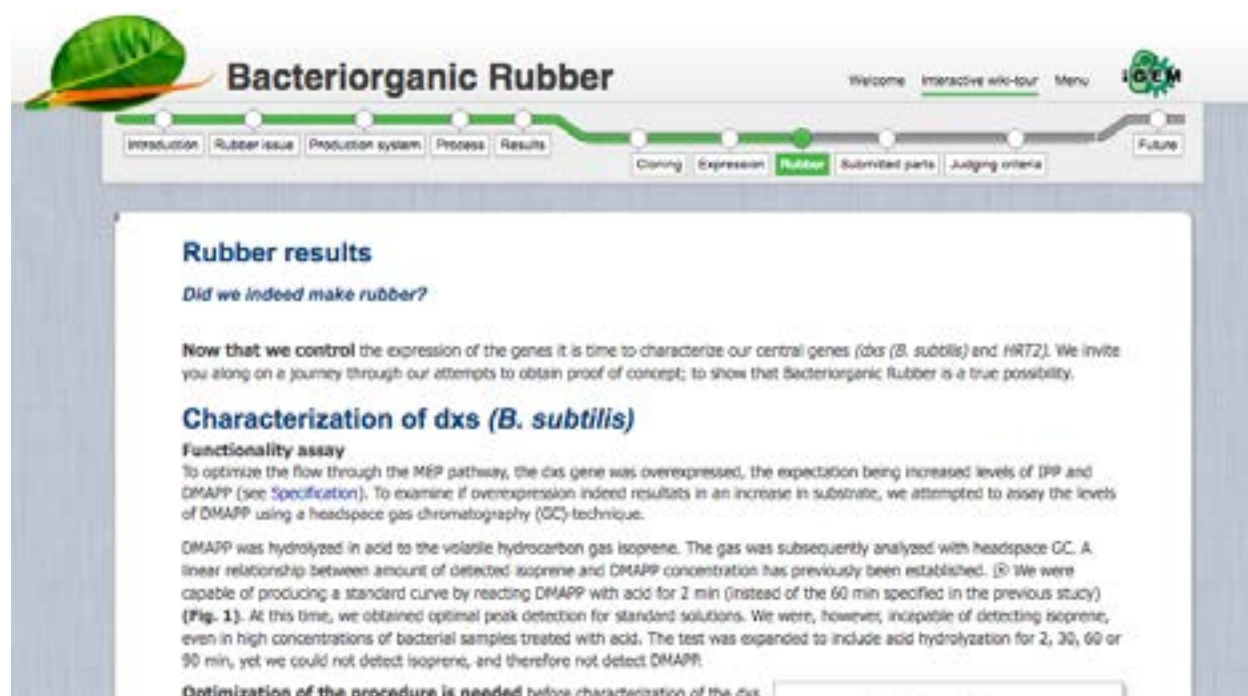 Bacteriorganic Rubber
Welcome Interactive wiki-tour Menu
iGEM
Introduction Rubber issue Production system Process Results
Cloning Expression Rubber Submitted parts Judging criteria
Future
Rubber results
Did we indeed make rubber?
Now that we control the expression of the genes it is time to characterize our central genes (dxs (B. subtilis) and HRT2). We invite
you along on a journey through our attempts to obtain proof of concept; to show that Bacteriorganic Rubber is a true possibility.
Characterization of dxs (B. subtilis)
Functionality assay
To optimize the flow through the MEP pathway, the dxs gene was overexpressed, the expectation being increased levels of IPP and
DMAPP (see Specification). To examine if overexpression indeed resultats in an increase in substrate, we attempted to assay the levels
of DMAPP using a headspace gas chromatography (GC)-technique.
DMAPP was hydrolyzed in acid to the volatile hydrocarbon gas isoprene. The gas was subsequently analyzed with headspace GC. A
linear relationship between amount of detected isoprene and DMAPP concentration has previously been established. We were
capable of producing a standard curve by reacting DMAPP with acid for 2 min (instead of the 60 min specified in the previous study)
(Fig. 1). At this time, we obtained optimal peak detection for standard solutions. We were, however, incapable of detecting isoprene,
even in high concentrations of bacterial samples treated with acid. The test was expanded to include acid hydrolyzation for 2, 30, 60 or
90 min, yet we could not detect isoprene, and therefore not detect DMAPP.
Optimization of the procedure is needed before characterization of the dxs